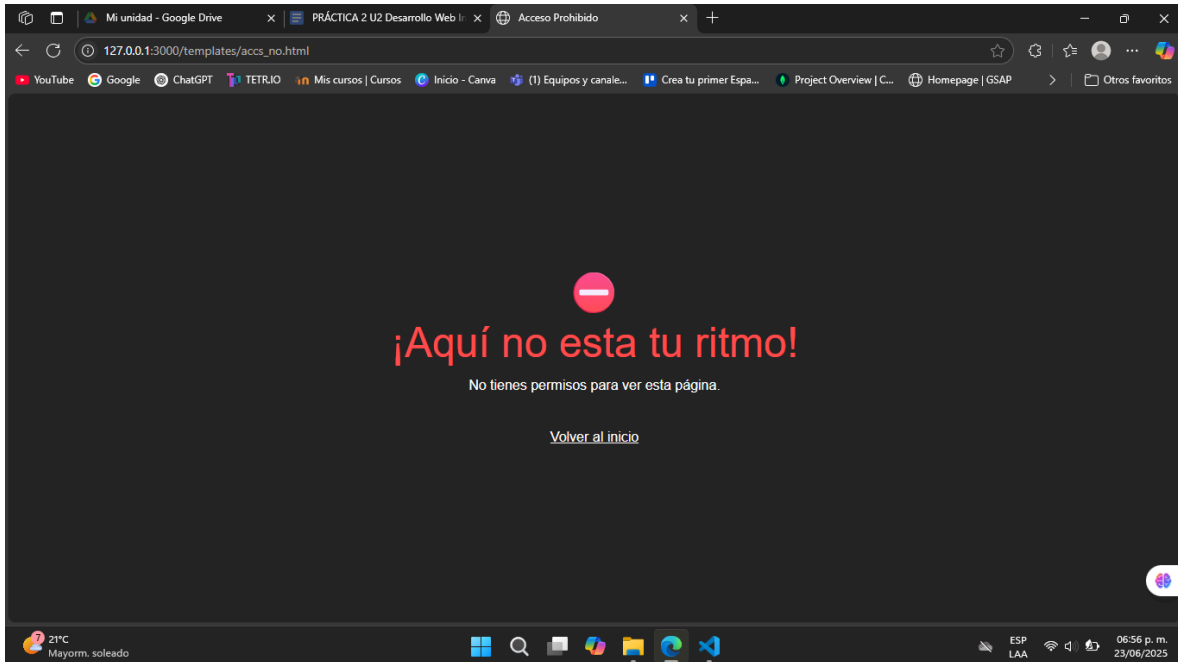 Mi unidad - Google Drive
PRÁCTICA 2 U2 Desarrollo Web In
Acceso Prohibido
127.0.0.1:3000/templates/accs_no.html
YouTube
Google
ChatGPT
TETR.IO
Mis cursos | Cursos
Inicio - Canva
(1) Equipos y canale...
Crea tu primer Espa...
Project Overview | C...
Homepage | GSAP
Otros favoritos
¡Aquí no esta tu ritmo!
No tienes permisos para ver esta página.
Volver al inicio
7
21°C
Mayorm. soleado
ESP
LAA
06:56 p. m.
23/06/2025